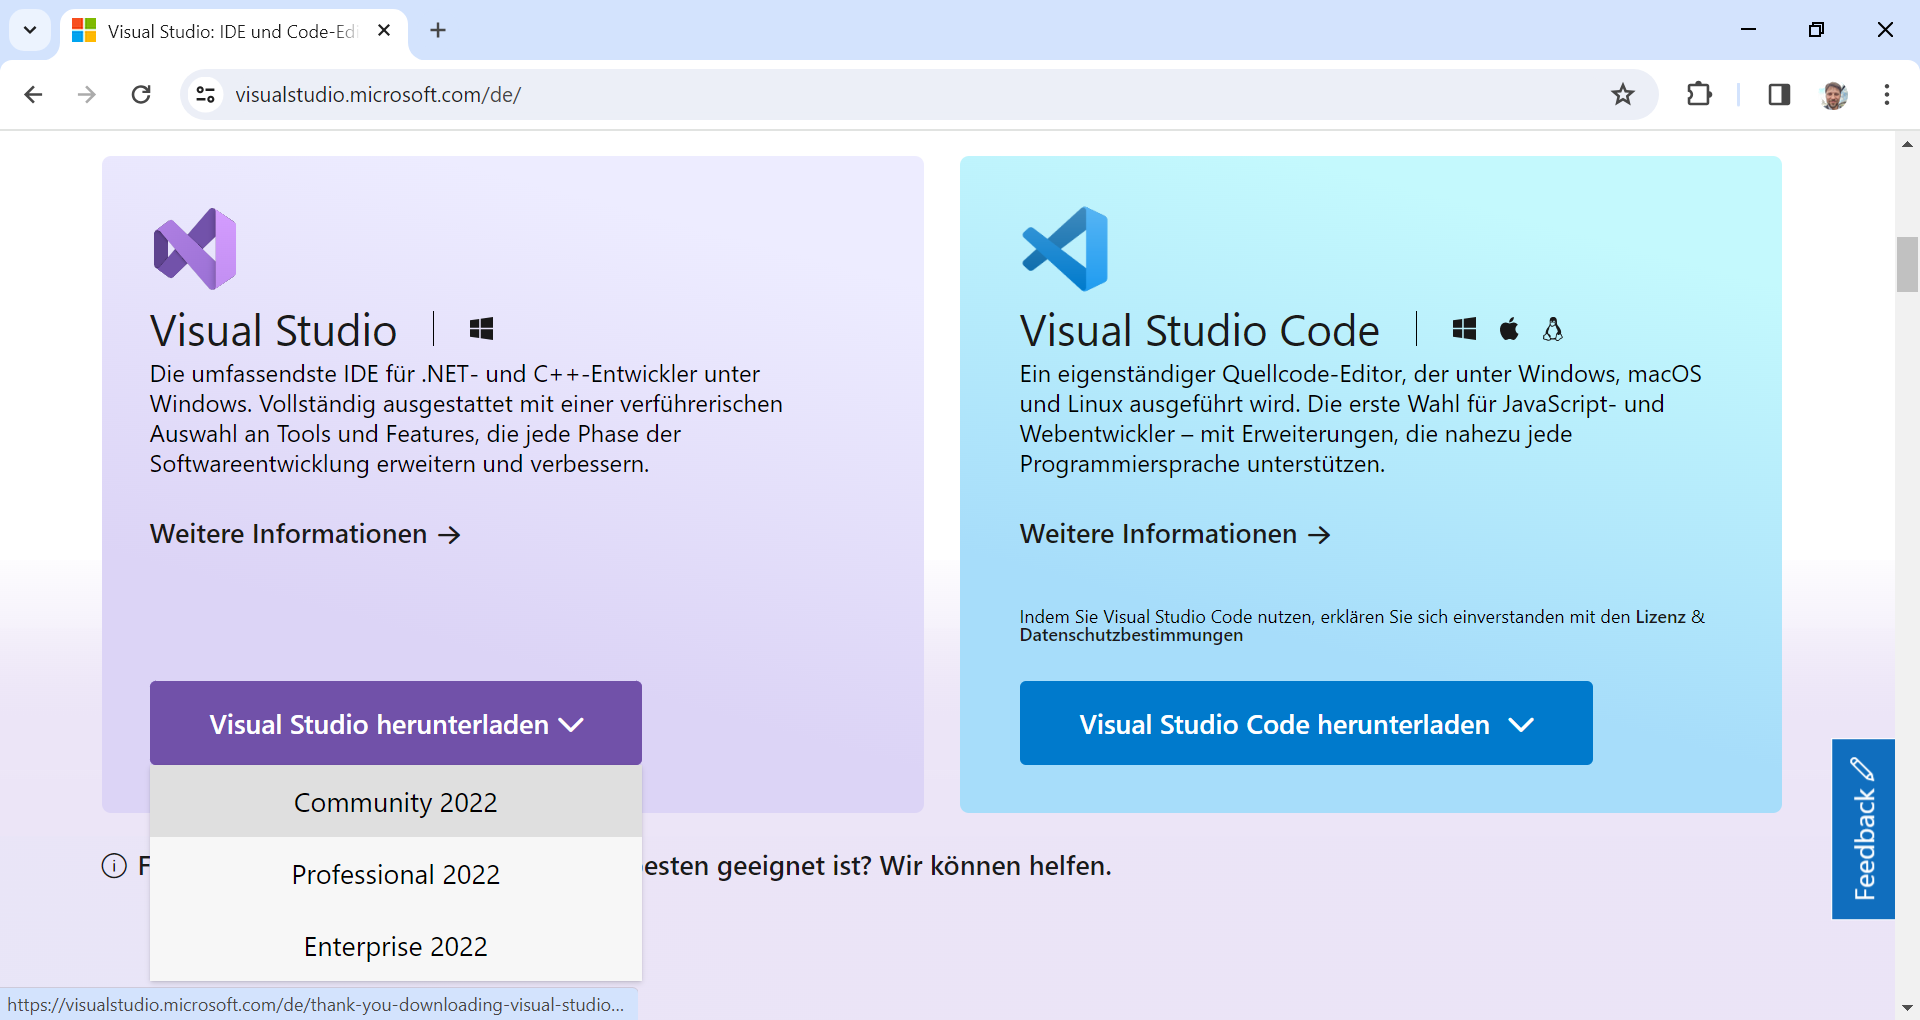 Visual Studio: IDE und Code-Edi
visualstudio.microsoft.com/de/
Visual Studio
Die umfassendste IDE für .NET- und C++-Entwickler unter
Windows. Vollständig ausgestattet mit einer verführerischen
Auswahl an Tools und Features, die jede Phase der
Softwareentwicklung erweitern und verbessern.
Weitere Informationen →
Visual Studio herunterladen
Community 2022
Professional 2022
Enterprise 2022
Visual Studio Code
Ein eigenständiger Quellcode-Editor, der unter Windows, macOS
und Linux ausgeführt wird. Die erste Wahl für JavaScript- und
Webentwickler – mit Erweiterungen, die nahezu jede
Programmiersprache unterstützen.
Weitere Informationen →
Indem Sie Visual Studio Code nutzen, erklären Sie sich einverstanden mit den Lizenz &
Datenschutzbestimmungen
Visual Studio Code herunterladen
esten geeignet ist? Wir können helfen.
Feedback
https://visualstudio.microsoft.com/de/thank-you-downloading-visual-studio...